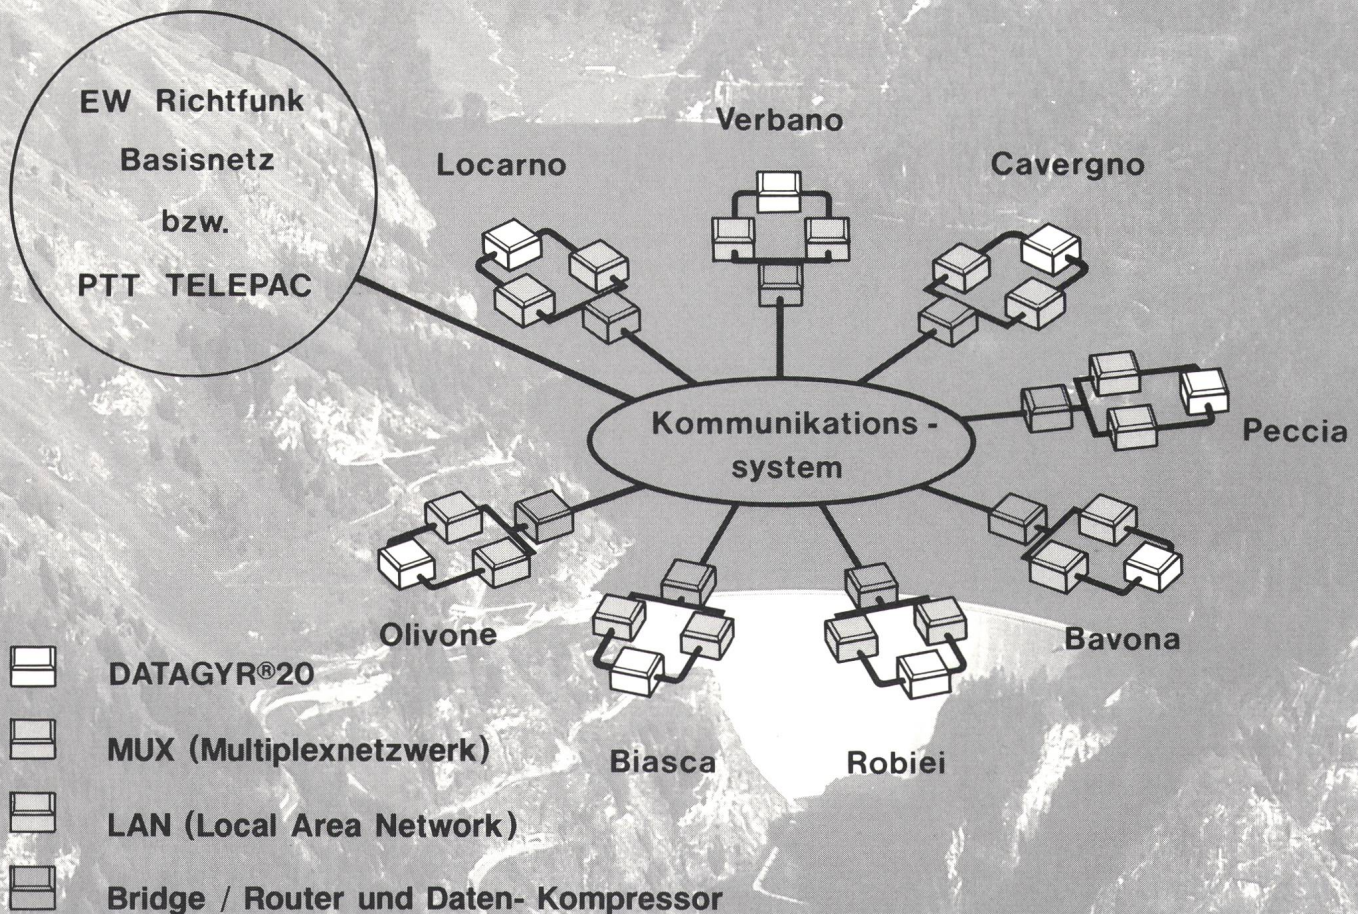 EW Richtfunk
Basisnetz
bzw.
PTT TELEPAC
Locarno
Verbano
Cavergno
Peccia
Kommunikations -
system
Olivone
Biasca
Robiei
Bavona
DATAGYR®20
MUX (Multiplexnetzwerk)
LAN (Local Area Network)
Bridge / Router und Daten- Kompressor